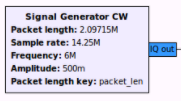 Signal Generator CW
Packet length: 2.09715M
Sample rate: 14.25M
Frequency: 6M
Amplitude: 500m
Packet length key: packet_len
IQ out